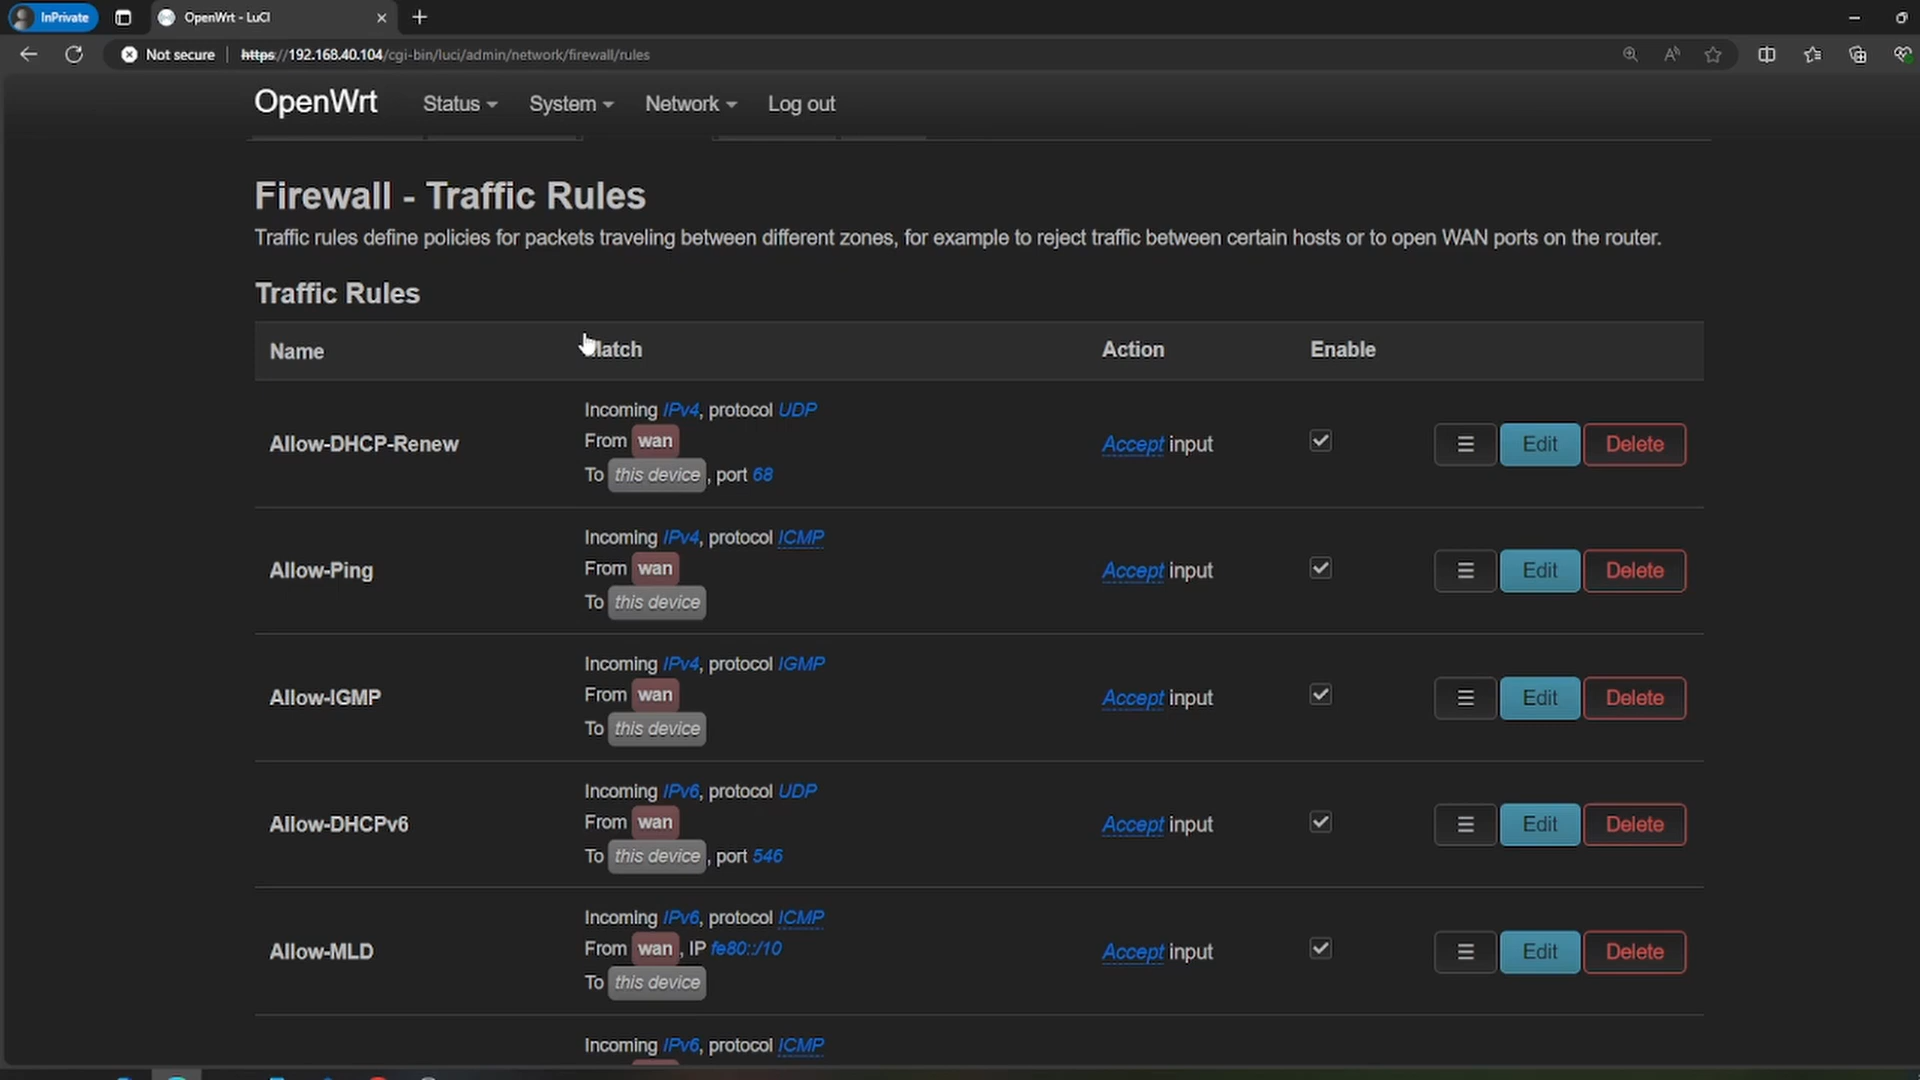 InPrivate
OpenWrt - LuCI
Not secure
https://192.168.40.104/cgi-bin/luci/admin/network/firewall/rules
OpenWrt Status System Network Log out
Firewall - Traffic Rules
Traffic rules define policies for packets traveling between different zones, for example to reject traffic between certain hosts or to open WAN ports on the router.
Traffic Rules
Name Match Action Enable
Incoming IPv4, protocol UDP
From wan
To this device, port 68
Allow-DHCP-Renew Accept input Edit Delete
Incoming IPv4, protocol ICMP
From wan
To this device
Allow-Ping Accept input Edit Delete
Incoming IPv4, protocol IGMP
From wan
To this device
Allow-IGMP Accept input Edit Delete
Incoming IPv6, protocol UDP
From wan
To this device, port 546
Allow-DHCPv6 Accept input Edit Delete
Incoming IPv6, protocol ICMP
From wan, IP fe80::/10
To this device
Allow-MLD Accept input Edit Delete
Incoming IPv6, protocol ICMP